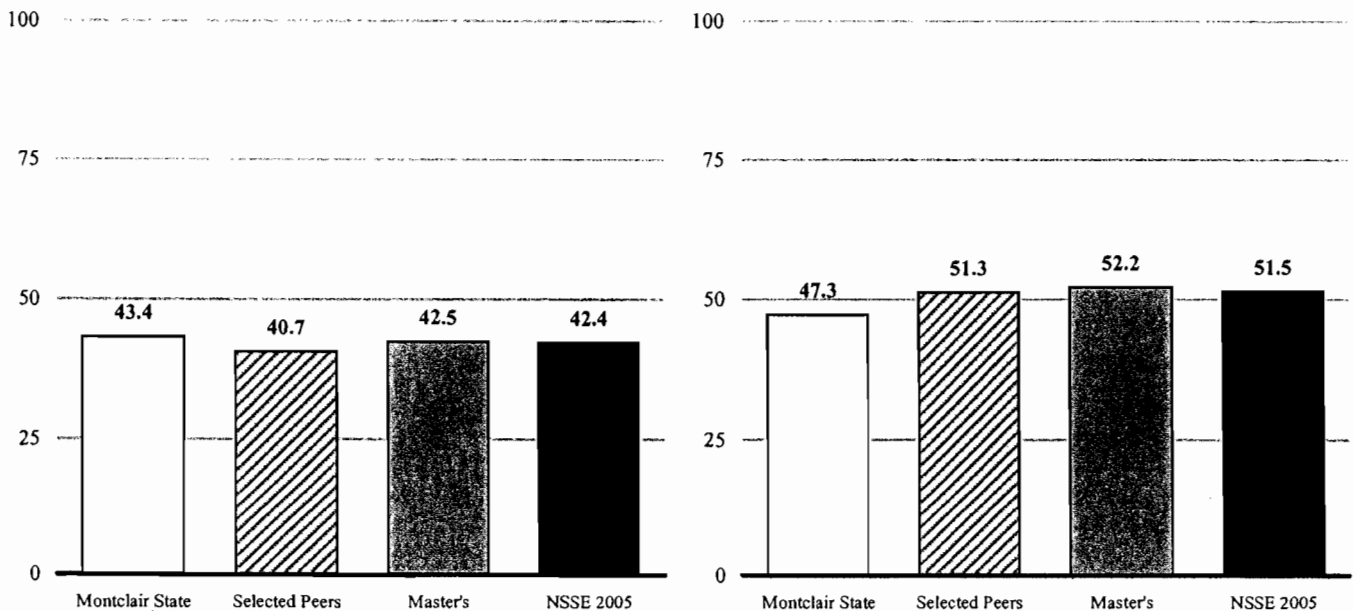 100
75
50
25
0
43.4
40.7
42.5
42.4
Montclair State
Selected Peers
Master's
NSSE 2005
100
75
50
25
0
47.3
51.3
52.2
51.5
Montclair State
Selected Peers
Master's
NSSE 2005